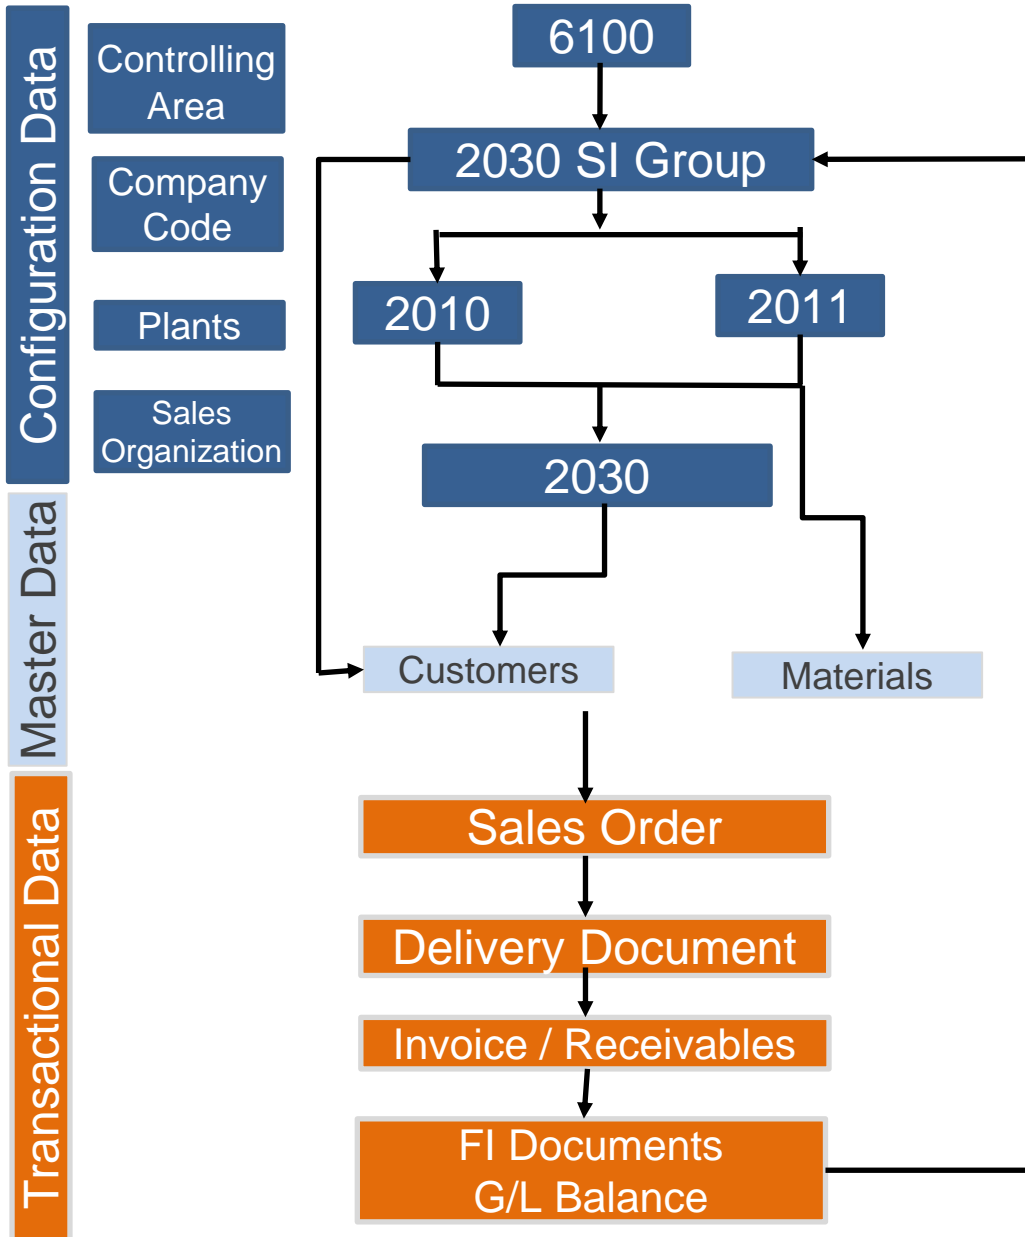 Configuration Data
Controlling
Area
6100
Company
Code
2030 SI Group
Plants
2010
2011
Sales
Organization
2030
Master Data
Customers
Materials
Transactional Data
Sales Order
Delivery Document
Invoice / Receivables
FI Documents
G/L Balance